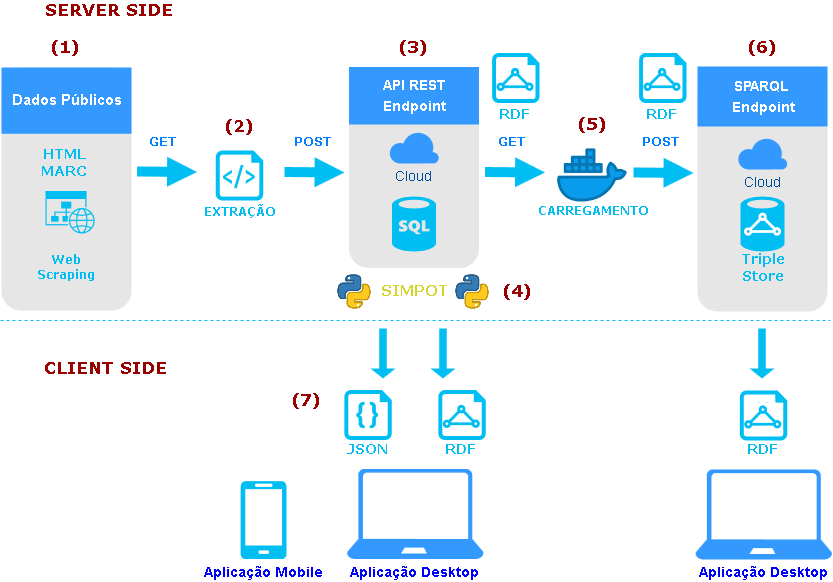 SERVER SIDE
(1)
Dados Públicos
HTML
MARC
Web
Scraping
GET
(2)
</>
EXTRAÇÃO
POST
(3)
API REST
Endpoint
Cloud
SQL
SIMPOT
(4)
RDF
GET
(5)
CARREGAMENTO
RDF
POST
(6)
SPARQL
Endpoint
Cloud
Triple
Store
CLIENT SIDE
(7)
{}
JSON
RDF
RDF
Aplicação Mobile
Aplicação Desktop
Aplicação Desktop